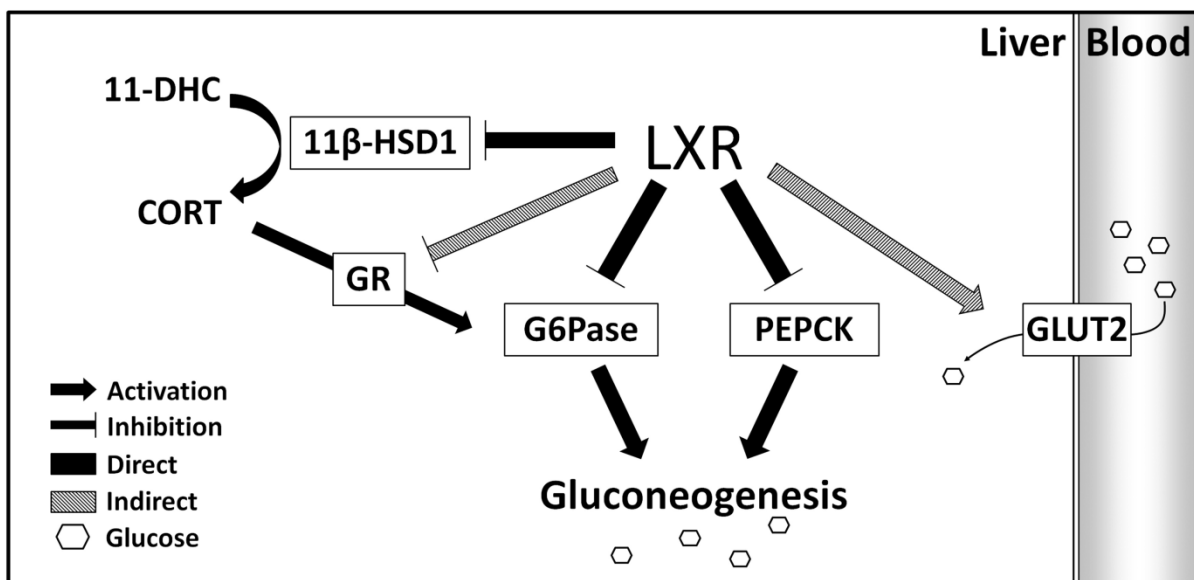 Liver Blood
11-DHC
11β-HSD1
LXR
CORT
GR
G6Pase
PEPCK
GLUT2
Activation
Inhibition
Direct
Indirect
Glucose
Gluconeogenesis